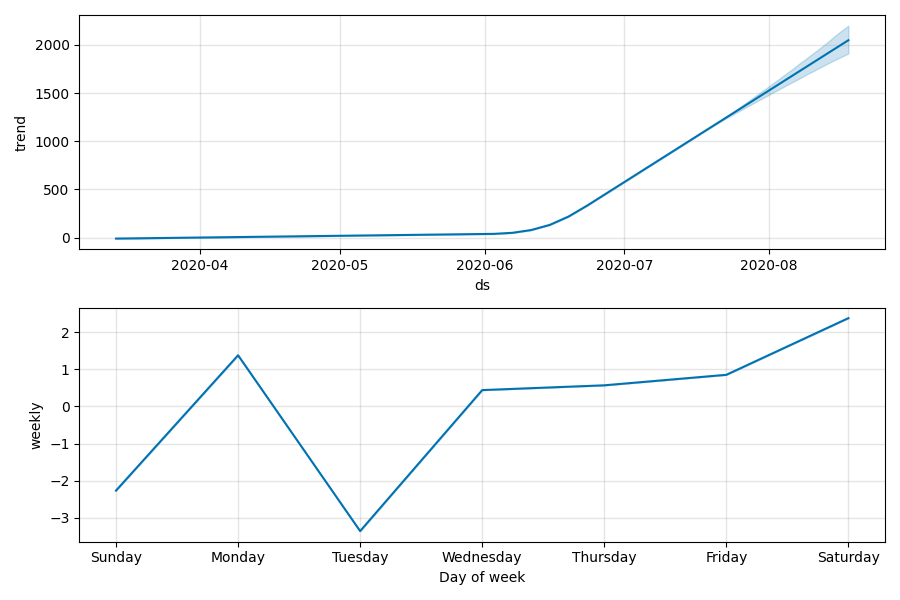 2000
1500
1000
500
0
trend
2020-04 2020-05 2020-06 2020-07 2020-08
ds
2
1
0
−1
−2
−3
weekly
Sunday Monday Tuesday Wednesday Thursday Friday Saturday
Day of week